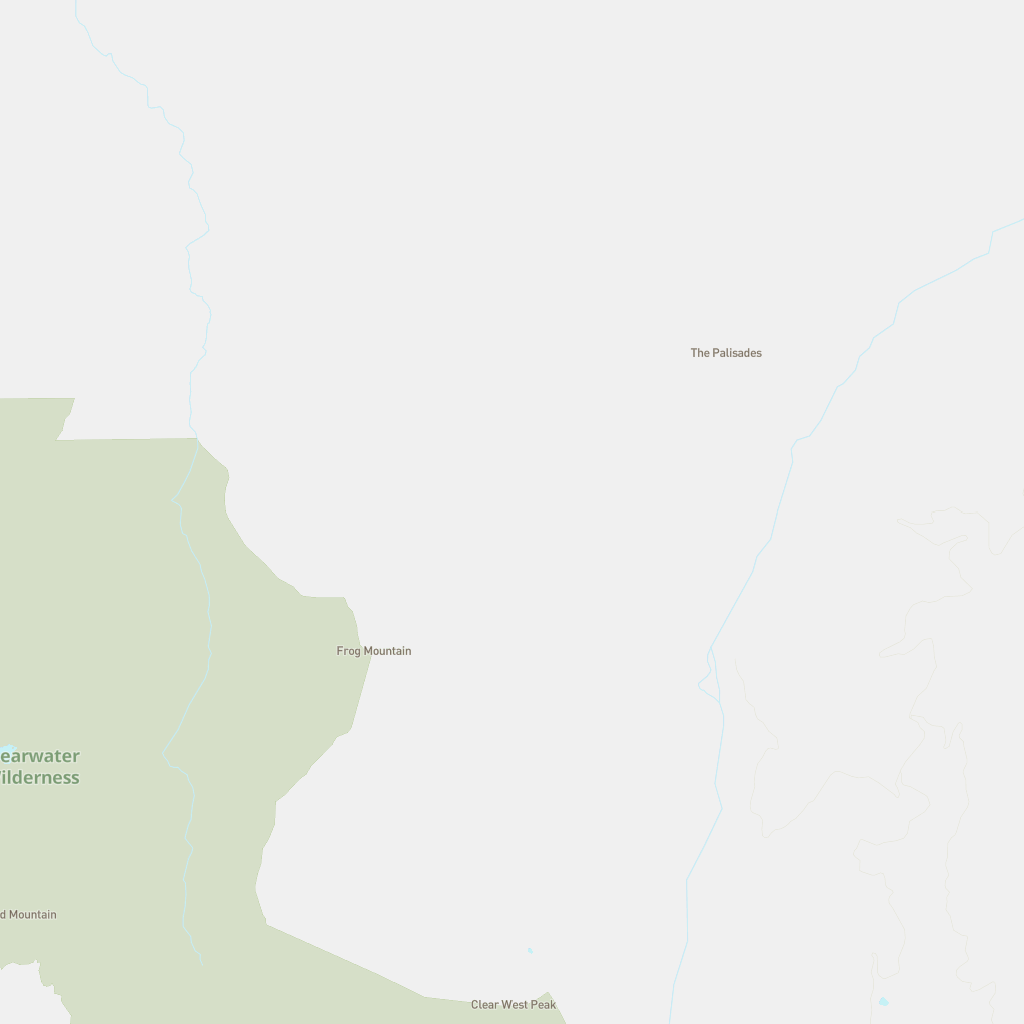 The Palisades
Frog Mountain
earwater
ilderness
d Mountain
Clear West Peak